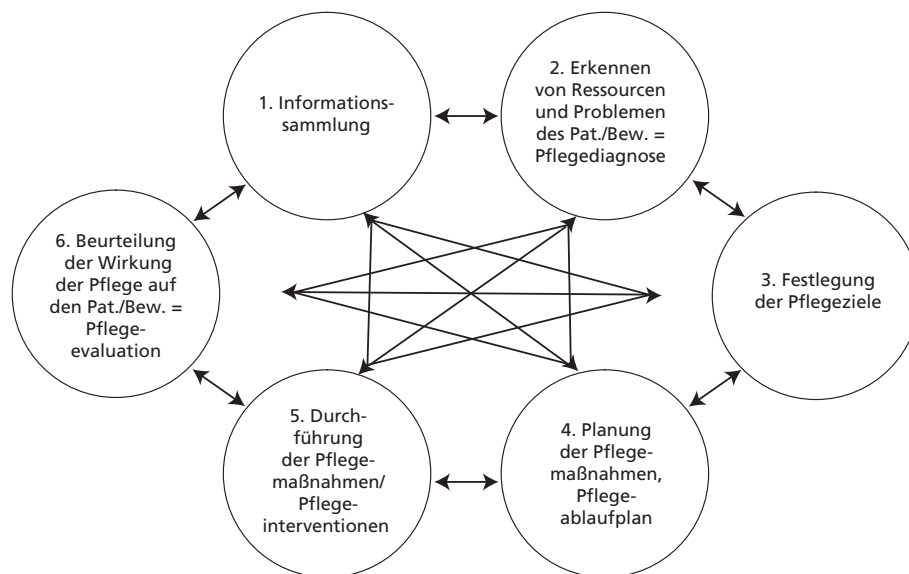 1. Informations-
sammlung
2. Erkennen
von Ressourcen
und Problemen
des Pat./Bew. =
Pflegediagnose
3. Festlegung
der Pflegeziele
4. Planung
der Pflege-
maßnahmen,
Pflege-
ablaufplan
5. Durch-
führung
der Pflege-
maßnahmen/
Pflege-
interventionen
6. Beurteilung
der Wirkung
der Pflege auf
den Pat./Bew. =
Pflege-
evaluation